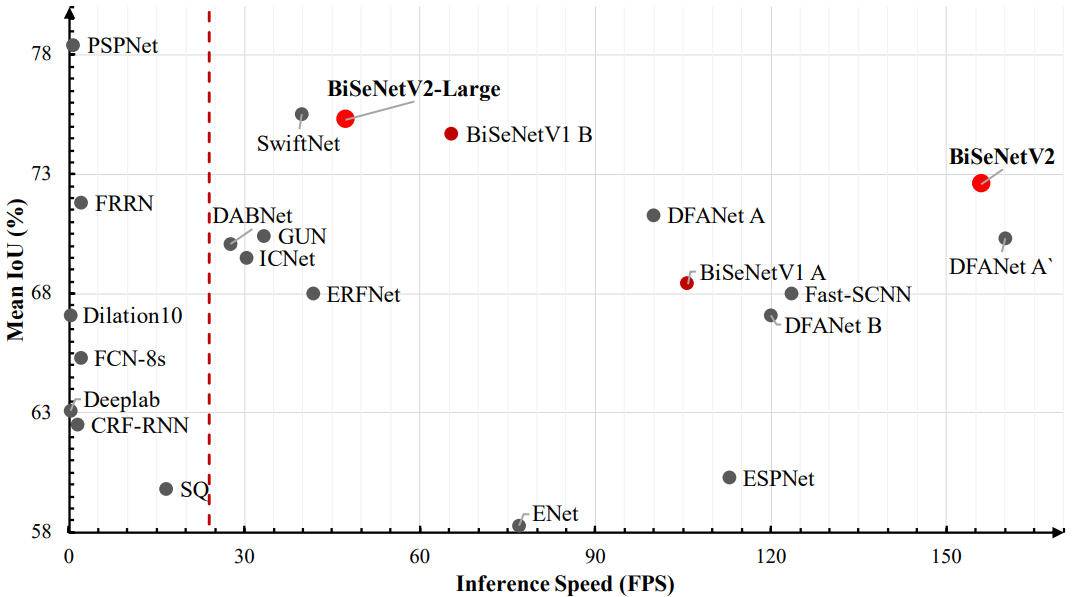 78
PSPNet
BiSeNetV2-Large
SwiftNet
BiSeNetV1 B
BiSeNetV2
73
FRRN
DABNet
GUN
ICNet
DFANet A
DFANet A`
BiSeNetV1 A
68
ERFNet
Fast-SCNN
Dilation10
DFANet B
FCN-8s
Deeplab
63
CRF-RNN
SQ
ESPNet
ENet
58
0
30
60
90
120
150
Mean IoU (%)
Inference Speed (FPS)